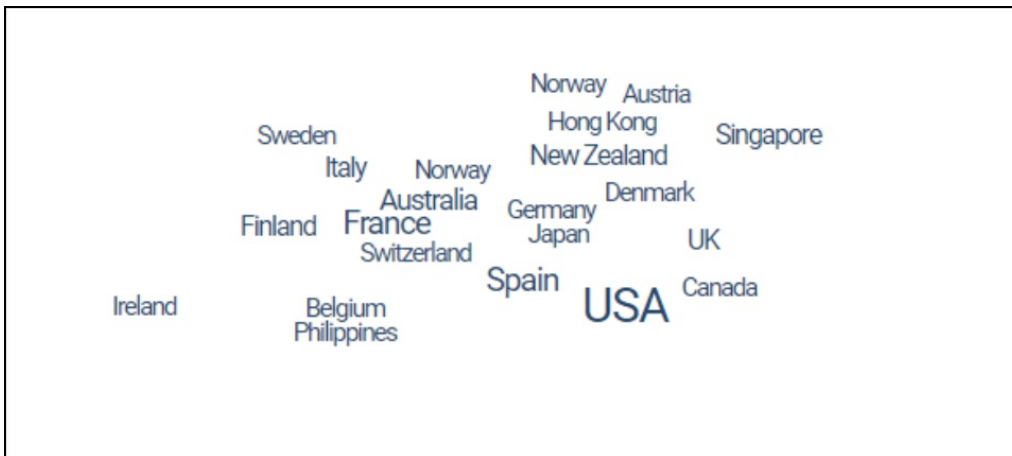 Norway
Austria
Hong Kong
Sweden
Singapore
New Zealand
Italy
Norway
Denmark
Australia
Germany
France
Finland
Japan
UK
Switzerland
Spain
Canada
USA
Ireland
Belgium
Philippines